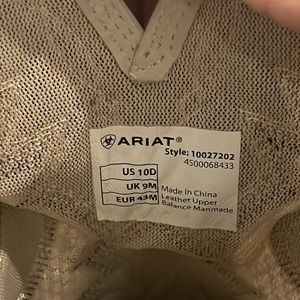 ARIAT®
Style: 10027202
4500068433
US 10D
UK 9M
EUR 43M
Made In China
Leather Upper
Balance Manmade